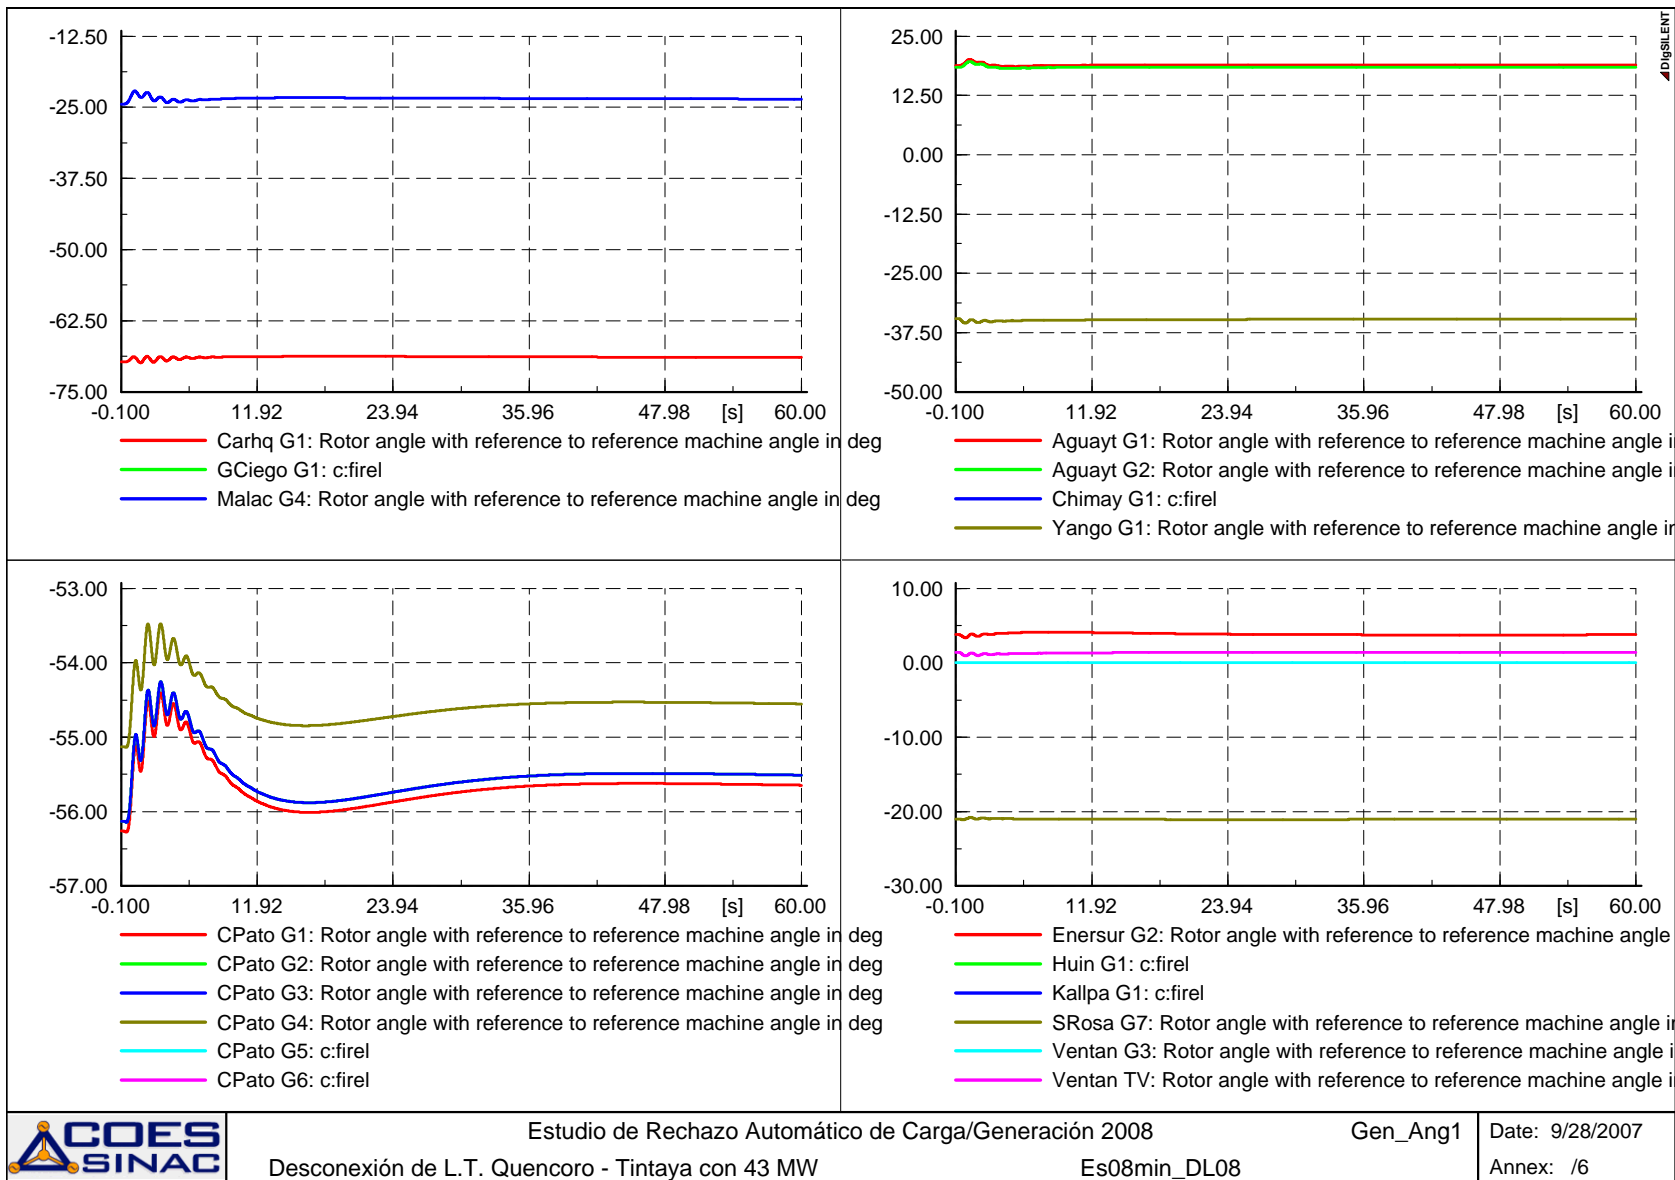 DIgSILENT
-12.50
-25.00
-37.50
-50.00
-62.50
-75.00
-0.100 11.92 23.94 35.96 47.98 [s] 60.00
Carhq G1: Rotor angle with reference to reference machine angle in deg
GCiego G1: c:firel
Malac G4: Rotor angle with reference to reference machine angle in deg
25.00
12.50
0.00
-12.50
-25.00
-37.50
-50.00
-0.100 11.92 23.94 35.96 47.98 [s] 60.00
Aguayt G1: Rotor angle with reference to reference machine angle i
Aguayt G2: Rotor angle with reference to reference machine angle i
Chimay G1: c:firel
Yango G1: Rotor angle with reference to reference machine angle in
-53.00
-54.00
-55.00
-56.00
-57.00
-0.100 11.92 23.94 35.96 47.98 [s] 60.00
CPato G1: Rotor angle with reference to reference machine angle in deg
CPato G2: Rotor angle with reference to reference machine angle in deg
CPato G3: Rotor angle with reference to reference machine angle in deg
CPato G4: Rotor angle with reference to reference machine angle in deg
CPato G5: c:firel
CPato G6: c:firel
10.00
0.00
-10.00
-20.00
-30.00
-0.100 11.92 23.94 35.96 47.98 [s] 60.00
Enersur G2: Rotor angle with reference to reference machine angle
Huin G1: c:firel
Kallpa G1: c:firel
SRosa G7: Rotor angle with reference to reference machine angle i
Ventan G3: Rotor angle with reference to reference machine angle i
Ventan TV: Rotor angle with reference to reference machine angle i
COES
SINAC
Estudio de Rechazo Automático de Carga/Generación 2008 Gen_Ang1
Desconexión de L.T. Quencoro - Tintaya con 43 MW Es08min_DL08
Date: 9/28/2007
Annex: /6